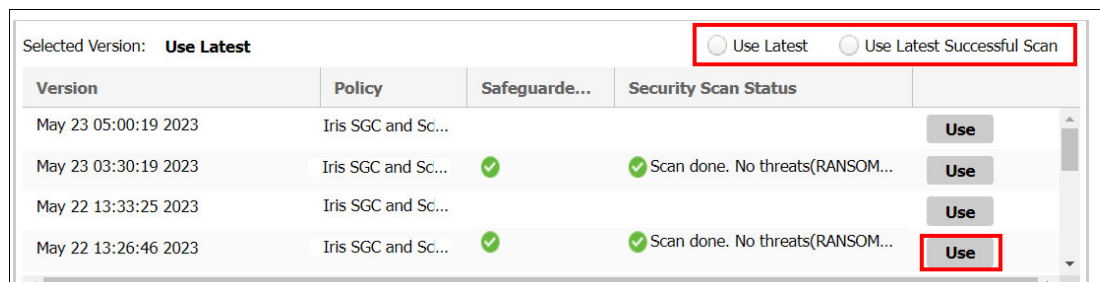 Selected Version: Use Latest Use Latest Use Latest Successful Scan
Version Policy Safeguarde... Security Scan Status
May 23 05:00:19 2023 Iris SGC and Sc... Use
May 23 03:30:19 2023 Iris SGC and Sc... Scan done. No threats(RANSOM... Use
May 22 13:33:25 2023 Iris SGC and Sc... Use
May 22 13:26:46 2023 Iris SGC and Sc... Scan done. No threats(RANSOM... Use